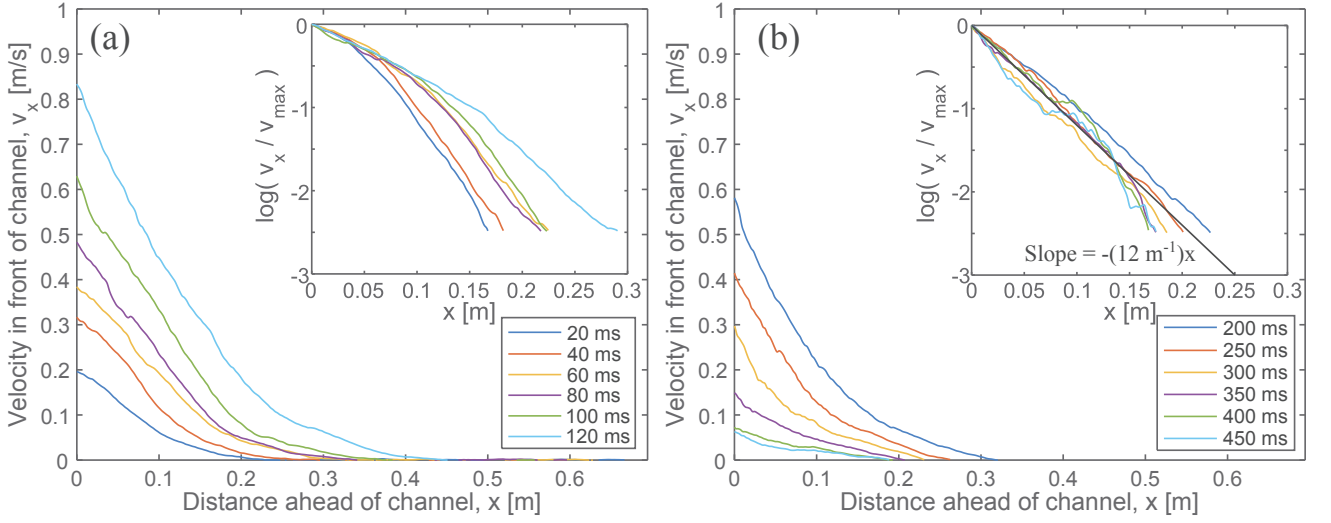 (a)
Velocity in front of channel, v_x [m/s]
1
0.9
0.8
0.7
0.6
0.5
0.4
0.3
0.2
0.1
0
0 0.1 0.2 0.3 0.4 0.5 0.6
Distance ahead of channel, x [m]
log( v_x / v_max )
0
-1
-2
-3
0 0.05 0.1 0.15 0.2 0.25 0.3
x [m]
20 ms
40 ms
60 ms
80 ms
100 ms
120 ms
(b)
Velocity in front of channel, v_x [m/s]
1
0.9
0.8
0.7
0.6
0.5
0.4
0.3
0.2
0.1
0
0 0.1 0.2 0.3 0.4 0.5 0.6
Distance ahead of channel, x [m]
log( v_x / v_max )
0
-1
-2
-3
Slope = -(12 m⁻¹)x
0 0.05 0.1 0.15 0.2 0.25 0.3
x [m]
200 ms
250 ms
300 ms
350 ms
400 ms
450 ms